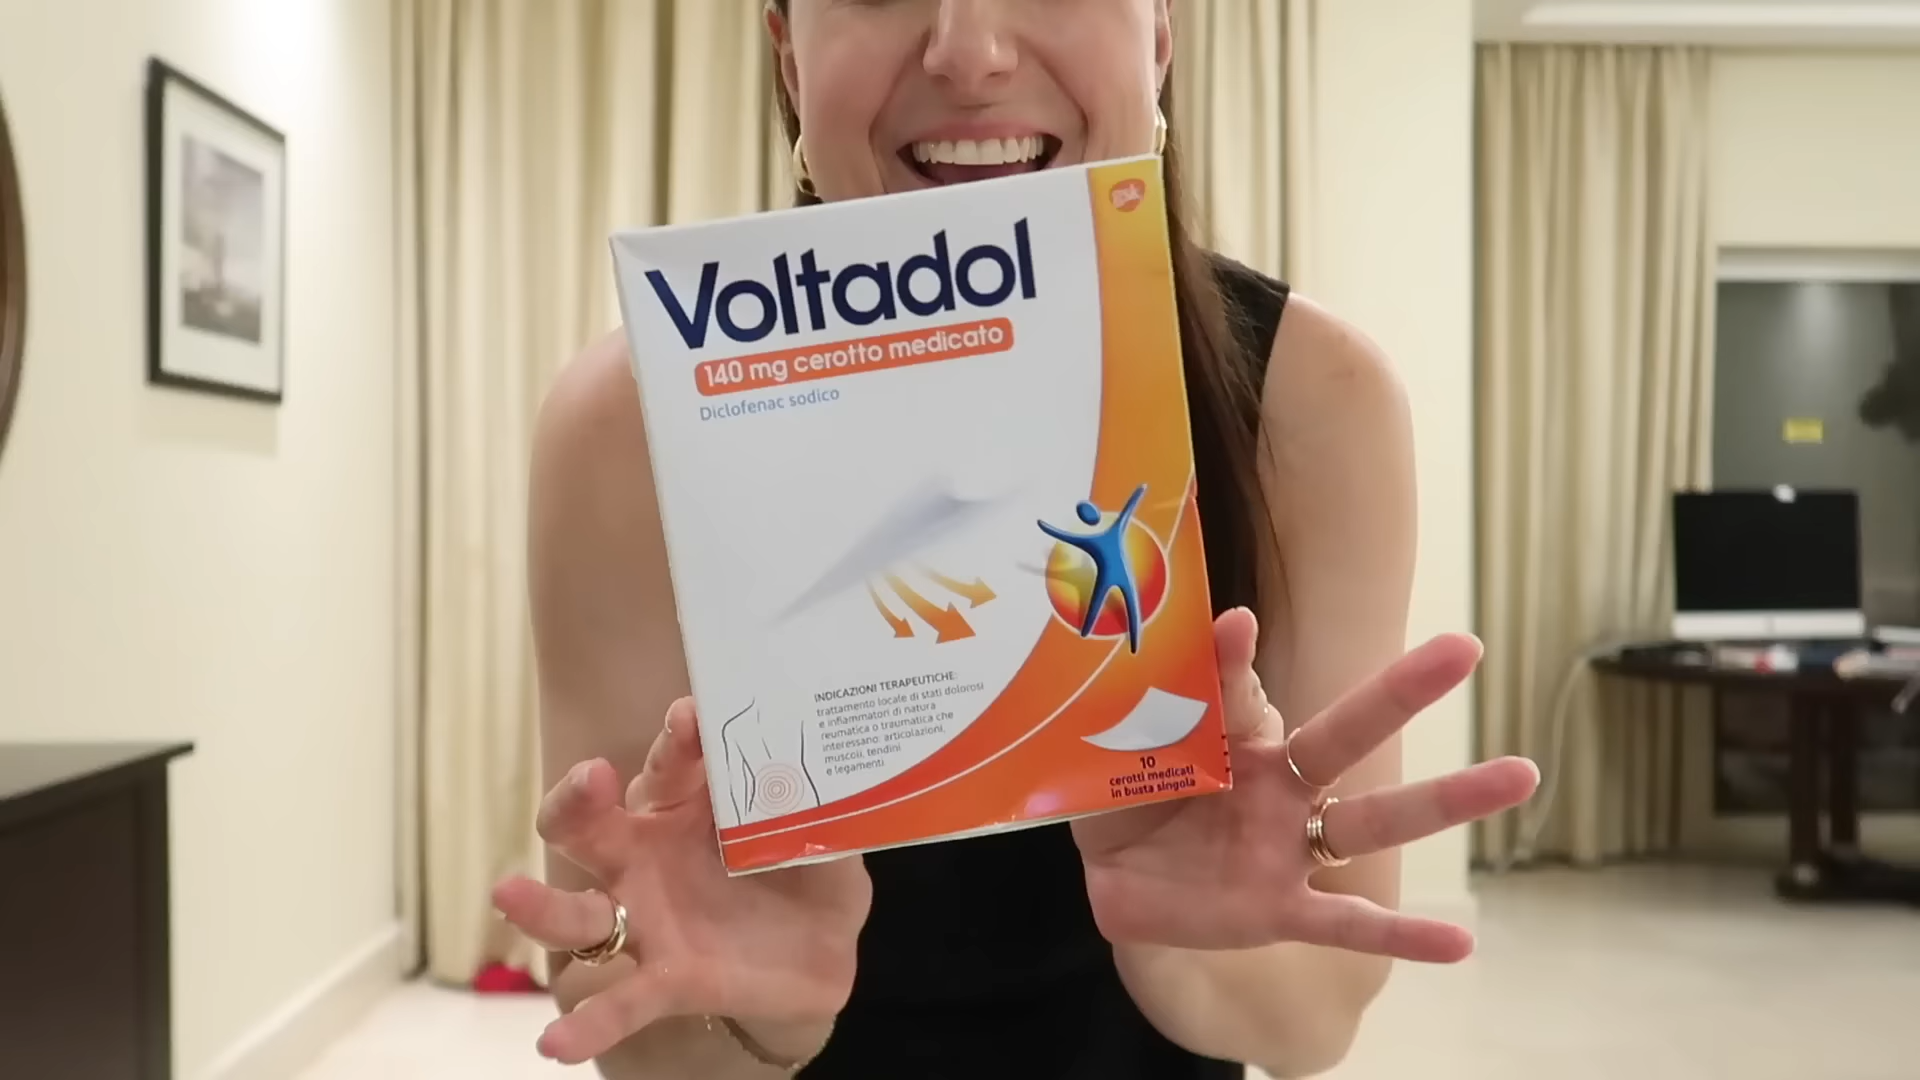 gsk
Voltadol
140 mg cerotto medicato
Diclofenac sodico
INDICAZIONI TERAPEUTICHE:
trattamento locale di stati dolorosi
e infiammatori di natura
reumatica o traumatica che
interessano: articolazioni,
muscoli, tendini
e legamenti
10
cerotti medicati
in busta singola